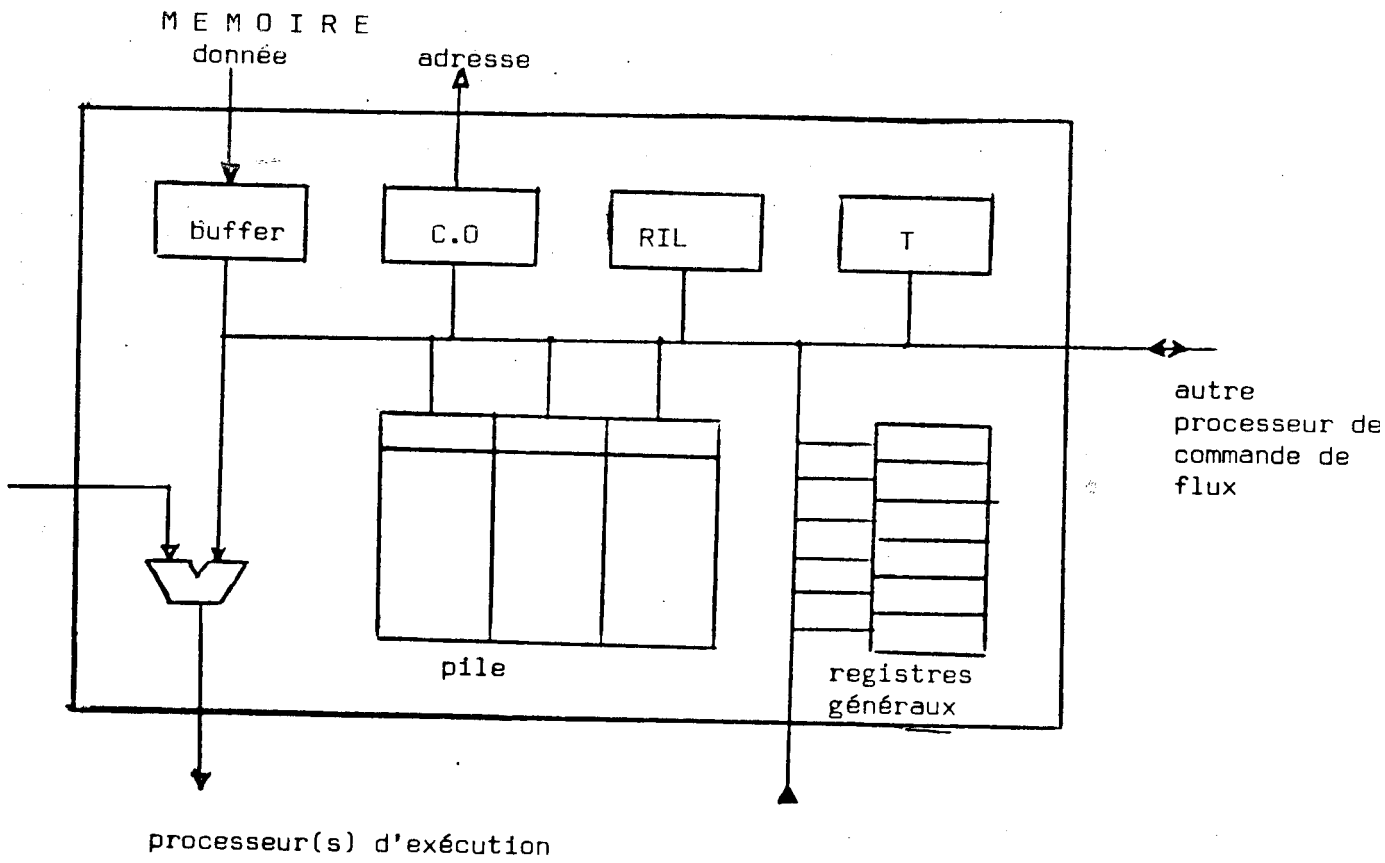 M E M O I R E
donnée
adresse
buffer
C.O
RIL
T
autre
processeur de
commande de
flux
pile
registres
généraux
processeur(s) d'exécution